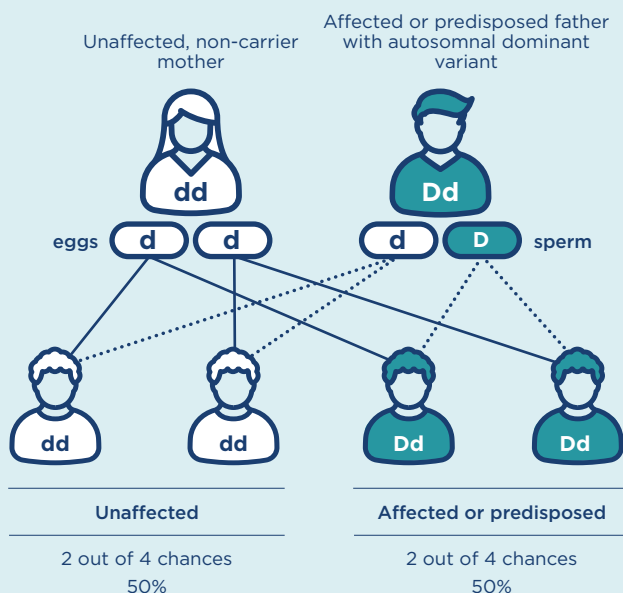 Unaffected, non-carrier
mother
Affected or predisposed father
with autosomnal dominant
variant
dd
Dd
eggs
d
d
d
D
sperm
dd
dd
Dd
Dd
Unaffected
Affected or predisposed
2 out of 4 chances
50%
2 out of 4 chances
50%